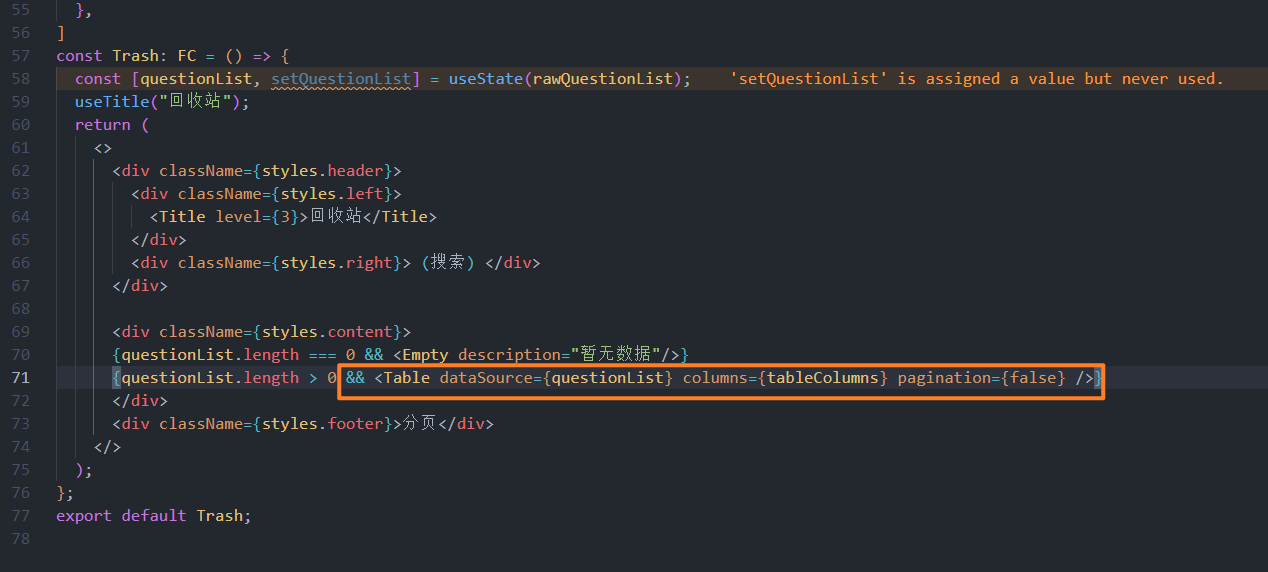 55 },
56 ]
57 const Trash: FC = () => {
58 const [questionList, setQuestionList] = useState(rawQuestionList); 'setQuestionList' is assigned a value but never used.
59 useTitle("回收站");
60 return (
61 <>
62 <div className={styles.header}>
63 <div className={styles.left}>
64 <Title level={3}>回收站</Title>
65 </div>
66 <div className={styles.right}> (搜索) </div>
67 </div>
68
69 <div className={styles.content}>
70 {questionList.length === 0 && <Empty description="暂无数据"/>}
71 {questionList.length > 0 && <Table dataSource={questionList} columns={tableColumns} pagination={false} />}
72 </div>
73 <div className={styles.footer}>分页</div>
74 </>
75 );
76 };
77 export default Trash;
78